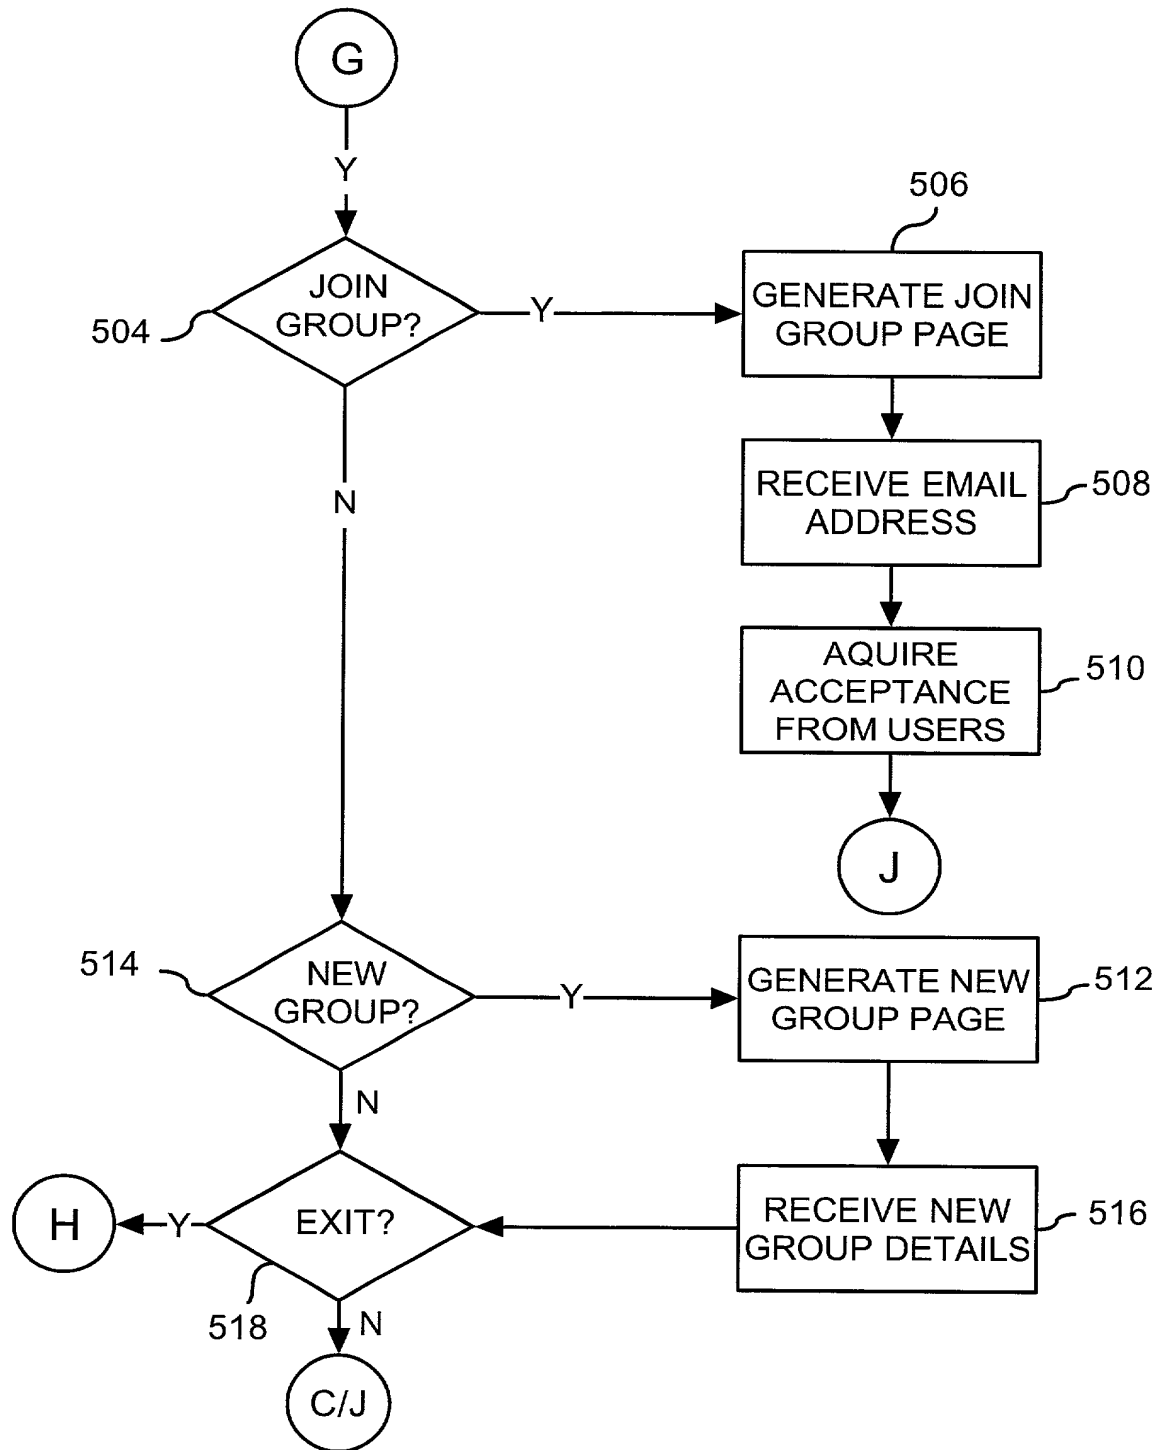 G
Y
506
JOIN
GROUP?
504
Y
GENERATE JOIN
GROUP PAGE
N
RECEIVE EMAIL
ADDRESS
508
AQUIRE
ACCEPTANCE
FROM USERS
510
J
514
NEW
GROUP?
Y
GENERATE NEW
GROUP PAGE
512
N
H
Y
EXIT?
RECEIVE NEW
GROUP DETAILS
516
518
N
C/J